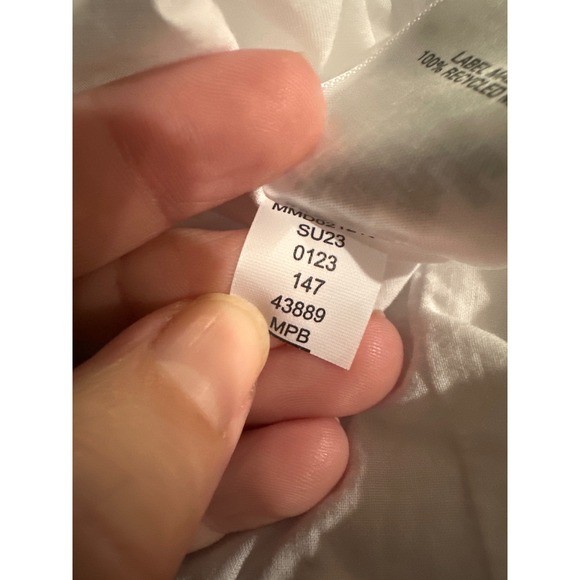 LABEL
100% RECYCLED
SU23
0123
147
43889
MPB